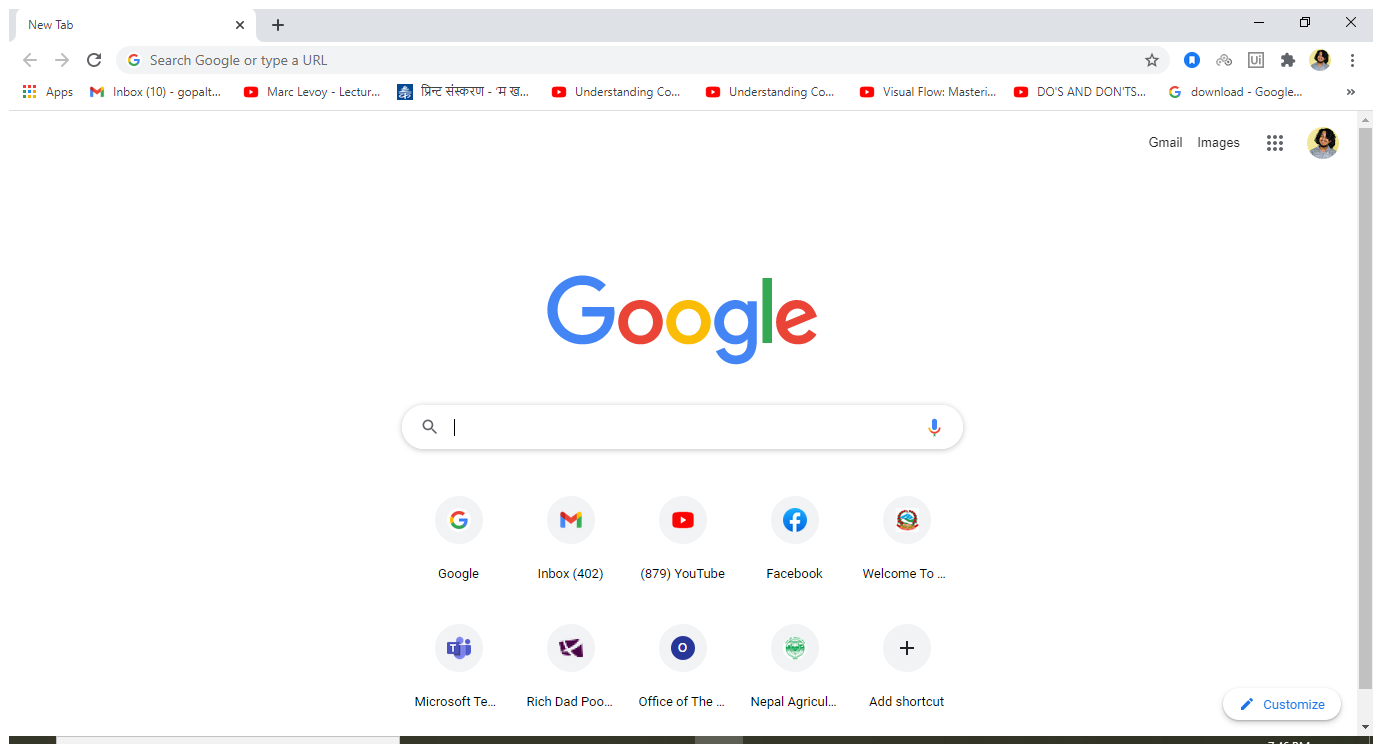 New Tab
Search Google or type a URL
Ui
Apps Inbox (10) - gopalt... Marc Levoy - Lectur... प्रिन्ट संस्करण - 'म ख... Understanding Co... Understanding Co... Visual Flow: Masteri... DO'S AND DON'TS... download - Google... »
Gmail Images
Google
Google Inbox (402) (879) YouTube Facebook Welcome To ...
T O
Microsoft Te... Rich Dad Poo... Office of The ... Nepal Agricul... Add shortcut
Customize